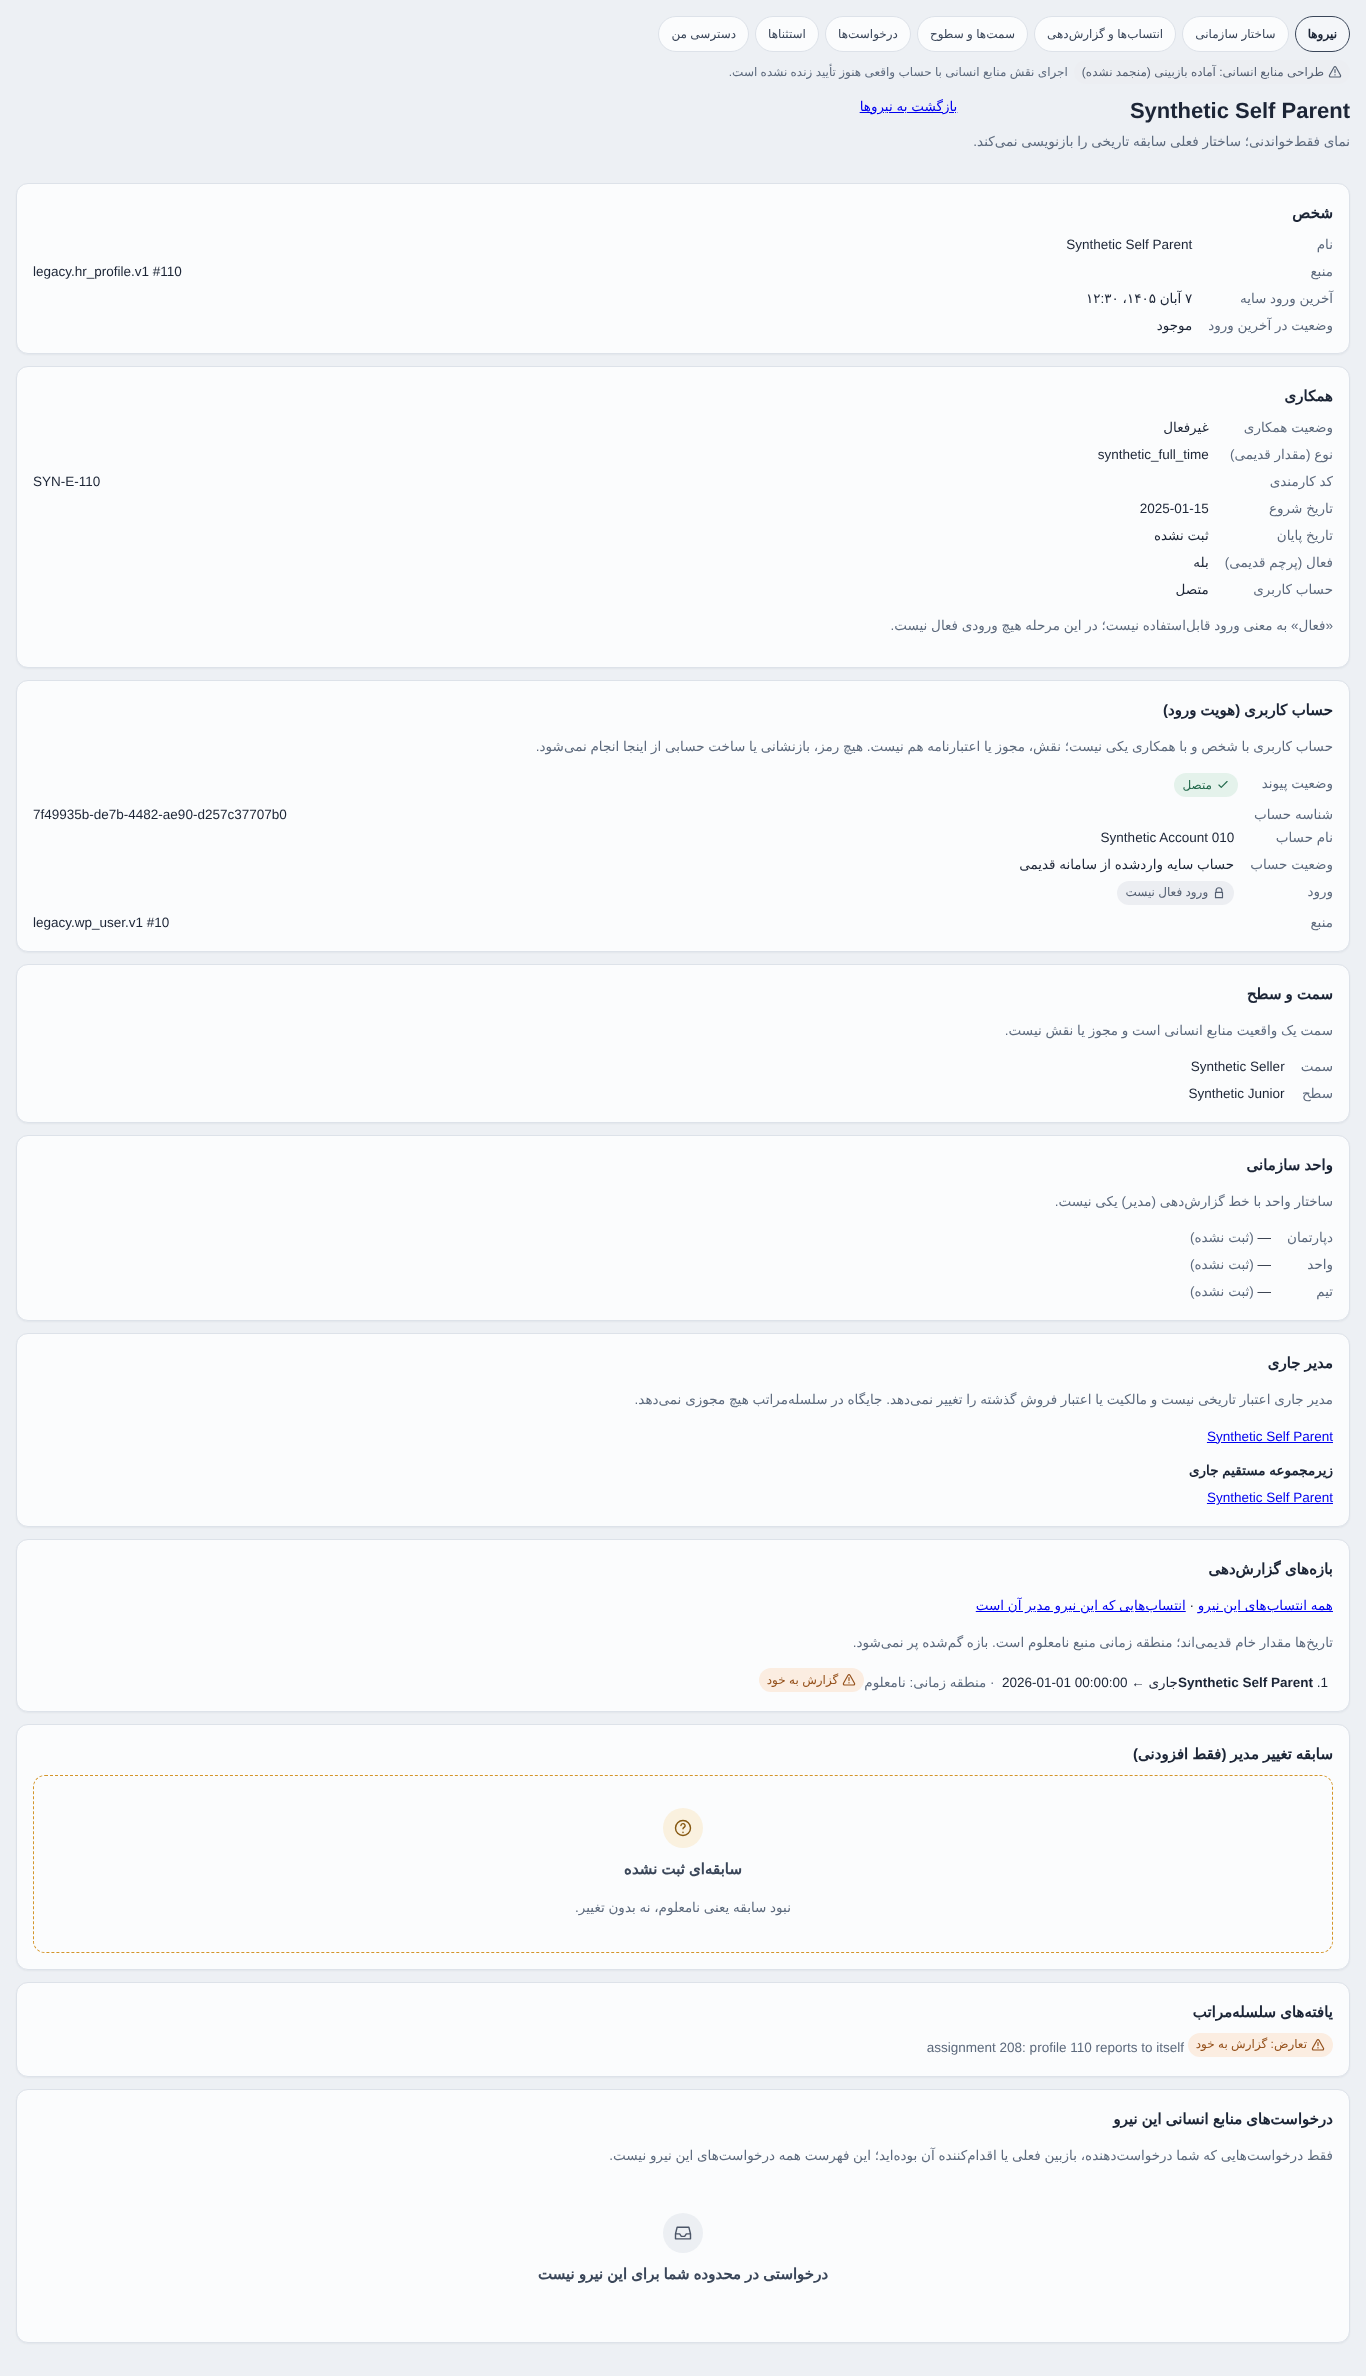 نیروها
ساختار سازمانی
انتساب‌ها و گزارش‌دهی
سمت‌ها و سطوح
درخواست‌ها
استثناها
دسترسی من
طراحی منابع انسانی: آماده بازبینی (منجمد نشده)
اجرای نقش منابع انسانی با حساب واقعی هنوز تأیید زنده نشده است.
Synthetic Self Parent
بازگشت به نیروها
نمای فقط‌خواندنی؛ ساختار فعلی سابقه تاریخی را بازنویسی نمی‌کند.
شخص
نام Synthetic Self Parent
منبع legacy.hr_profile.v1 #110
آخرین ورود سایه ۷ آبان ۱۴۰۵، ۱۲:۳۰
وضعیت در آخرین ورود موجود
همکاری
وضعیت همکاری غیرفعال
نوع (مقدار قدیمی) synthetic_full_time
کد کارمندی SYN-E-110
تاریخ شروع 2025-01-15
تاریخ پایان ثبت نشده
فعال (پرچم قدیمی) بله
حساب کاربری متصل
«فعال» به معنی ورود قابل‌استفاده نیست؛ در این مرحله هیچ ورودی فعال نیست.
حساب کاربری (هویت ورود)
حساب کاربری با شخص و با همکاری یکی نیست؛ نقش، مجوز یا اعتبارنامه هم نیست. هیچ رمز، بازنشانی یا ساخت حسابی از اینجا انجام نمی‌شود.
وضعیت پیوند متصل
شناسه حساب 7f49935b-de7b-4482-ae90-d257c37707b0
نام حساب Synthetic Account 010
وضعیت حساب حساب سایه واردشده از سامانه قدیمی
ورود ورود فعال نیست
منبع legacy.wp_user.v1 #10
سمت و سطح
سمت یک واقعیت منابع انسانی است و مجوز یا نقش نیست.
سمت Synthetic Seller
سطح Synthetic Junior
واحد سازمانی
ساختار واحد با خط گزارش‌دهی (مدیر) یکی نیست.
دپارتمان — (ثبت نشده)
واحد — (ثبت نشده)
تیم — (ثبت نشده)
مدیر جاری
مدیر جاری اعتبار تاریخی نیست و مالکیت یا اعتبار فروش گذشته را تغییر نمی‌دهد. جایگاه در سلسله‌مراتب هیچ مجوزی نمی‌دهد.
Synthetic Self Parent
زیرمجموعه مستقیم جاری
Synthetic Self Parent
بازه‌های گزارش‌دهی
همه انتساب‌های این نیرو · انتساب‌هایی که این نیرو مدیر آن است
تاریخ‌ها مقدار خام قدیمی‌اند؛ منطقه زمانی منبع نامعلوم است. بازه گم‌شده پر نمی‌شود.
1. Synthetic Self Parent جاری ← 2026-01-01 00:00:00 · منطقه زمانی: نامعلوم گزارش به خود
سابقه تغییر مدیر (فقط افزودنی)
سابقه‌ای ثبت نشده
نبود سابقه یعنی نامعلوم، نه بدون تغییر.
یافته‌های سلسله‌مراتب
تعارض: گزارش به خود assignment 208: profile 110 reports to itself
درخواست‌های منابع انسانی این نیرو
فقط درخواست‌هایی که شما درخواست‌دهنده، بازبین فعلی یا اقدام‌کننده آن بوده‌اید؛ این فهرست همه درخواست‌های این نیرو نیست.
درخواستی در محدوده شما برای این نیرو نیست